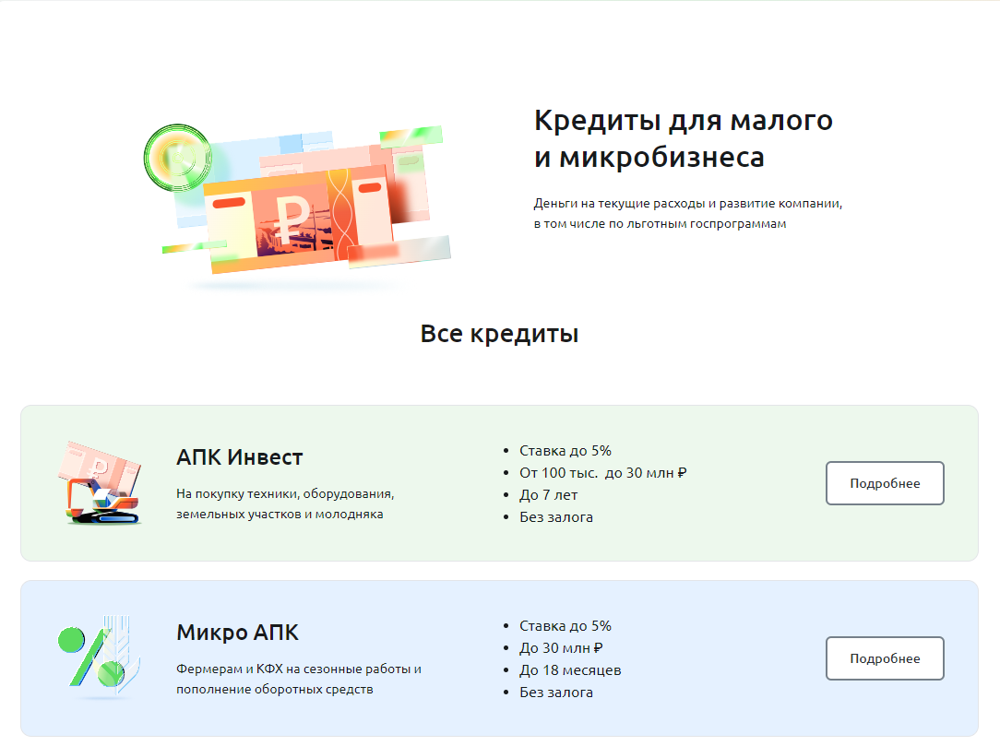 Кредиты для малого
и микробизнеса
Деньги на текущие расходы и развитие компании,
в том числе по льготным госпрограммам
Все кредиты
АПК Инвест
На покупку техники, оборудования,
земельных участков и молодняка
• Ставка до 5%
• От 100 тыс.  до 30 млн ₽
• До 7 лет
• Без залога
Подробнее
Микро АПК
Фермерам и КФХ на сезонные работы и
пополнение оборотных средств
• Ставка до 5%
• До 30 млн ₽
• До 18 месяцев
• Без залога
Подробнее